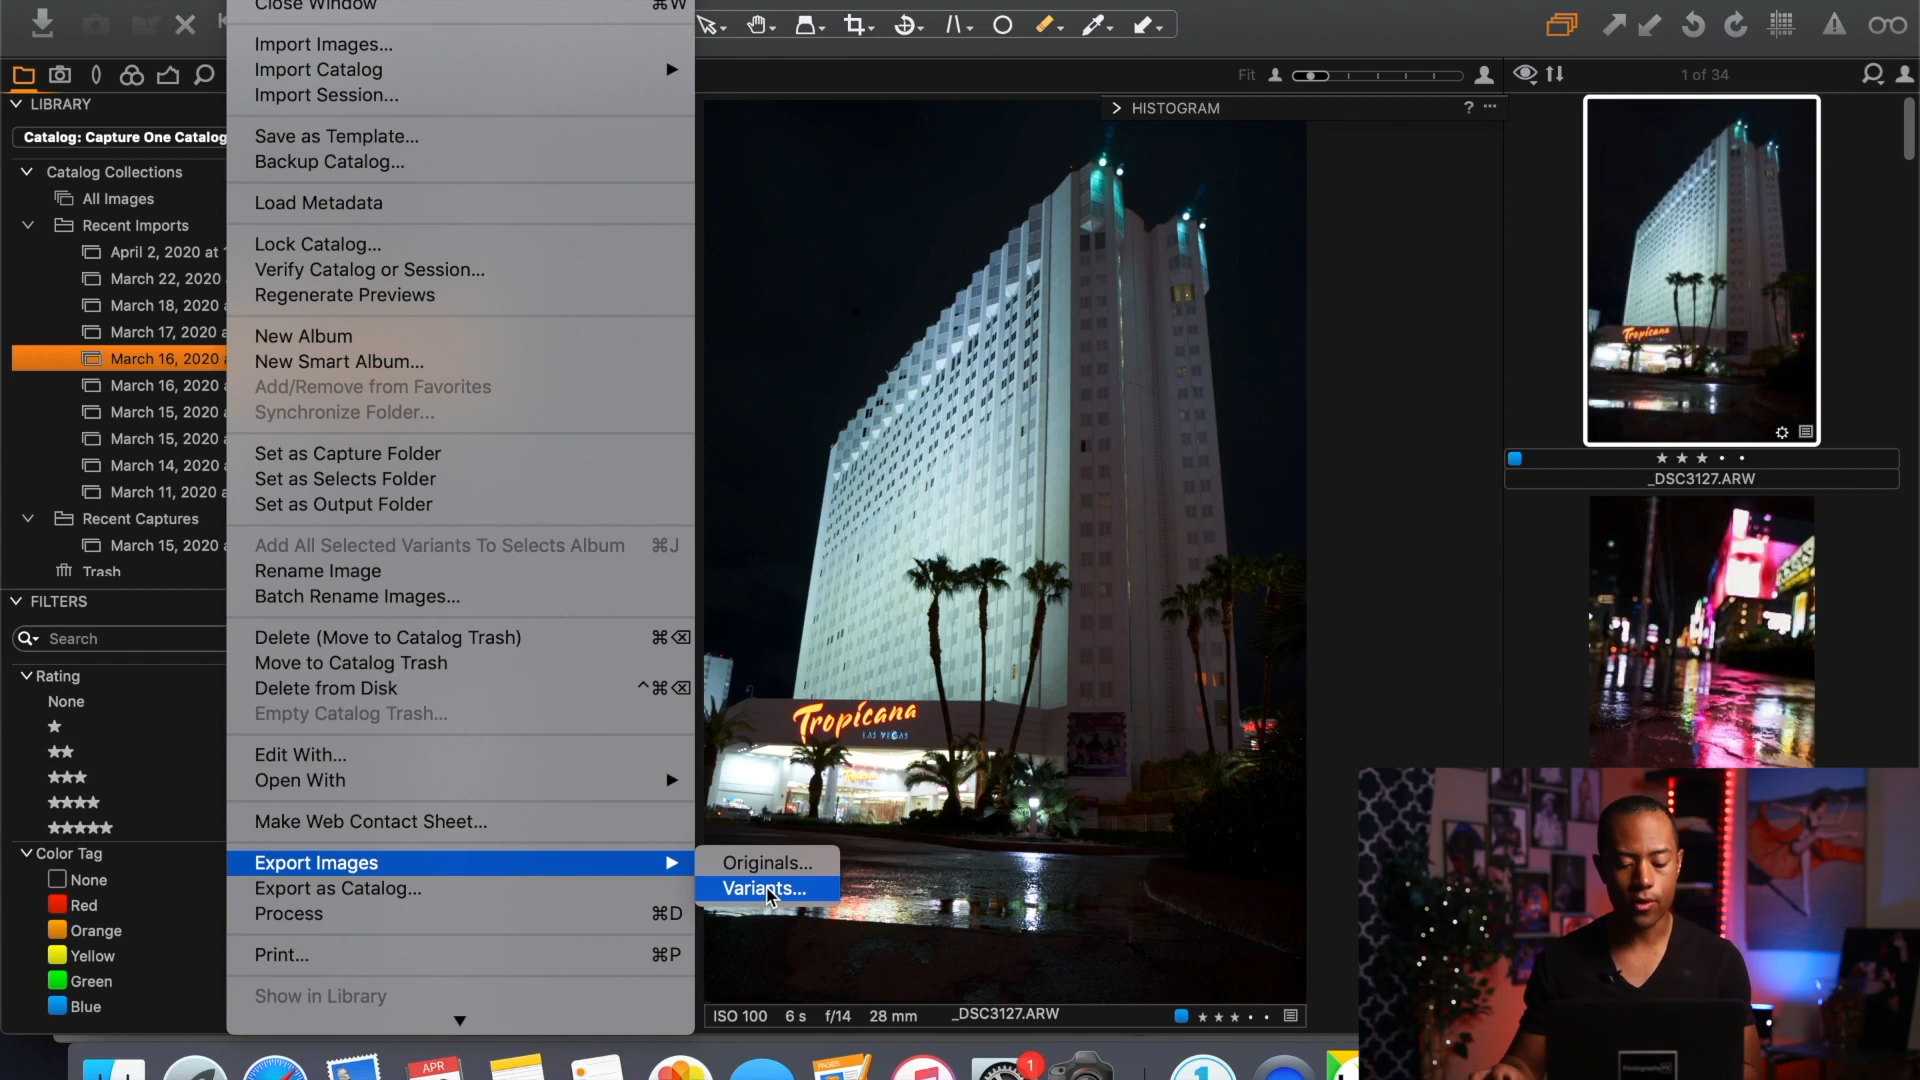 Close Window ⌘W
Import Images...
Import Catalog
Import Session...
Save as Template...
Backup Catalog...
Load Metadata
Lock Catalog...
Verify Catalog or Session...
Regenerate Previews
New Album
New Smart Album...
Add/Remove from Favorites
Synchronize Folder...
Set as Capture Folder
Set as Selects Folder
Set as Output Folder
Add All Selected Variants To Selects Album ⌘J
Rename Image
Batch Rename Images...
Delete (Move to Catalog Trash) ⌘⌫
Move to Catalog Trash
Delete from Disk ^⌘⌫
Empty Catalog Trash...
Edit With...
Open With
Make Web Contact Sheet...
Export Images
Export as Catalog...
Process ⌘D
Print... ⌘P
Show in Library
Originals...
Variants...
LIBRARY
Catalog: Capture One Catalog
Catalog Collections
All Images
Recent Imports
April 2, 2020 at
March 22, 2020
March 18, 2020
March 17, 2020
March 16, 2020
March 16, 2020
March 15, 2020
March 15, 2020
March 14, 2020
March 11, 2020
Recent Captures
March 15, 2020
Trash
FILTERS
Search
Rating
None
★
★★
★★★
★★★★
★★★★★
Color Tag
None
Red
Orange
Yellow
Green
Blue
Fit
HISTOGRAM ? ...
1 of 34
Tropicana
LAS VEGAS
ISO 100 6 s f/14 28 mm _DSC3127.ARW
Tropicana
_DSC3127.ARW
APR
PAGES
1